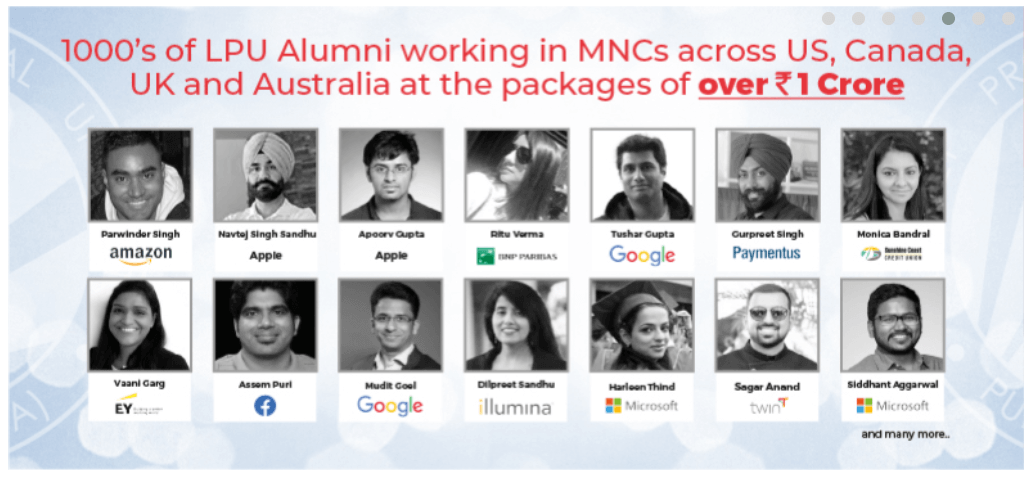 1000's of LPU Alumni working in MNCs across US, Canada,
UK and Australia at the packages of over ₹ 1 Crore
Parwinder Singh
amazon
Navtej Singh Sandhu
Apple
Apoorv Gupta
Apple
Ritu Verma
BNP PARIBAS
Tushar Gupta
Google
Gurpreet Singh
Paymentus
Monica Bandral
Sunshine Coast
CREDIT UNION
Vaani Garg
EY
Assem Puri
Mudit Goel
Google
Dilpreet Sandhu
illumina
Harleen Thind
Microsoft
Sagar Anand
twin
Siddhant Aggarwal
Microsoft
and many more..